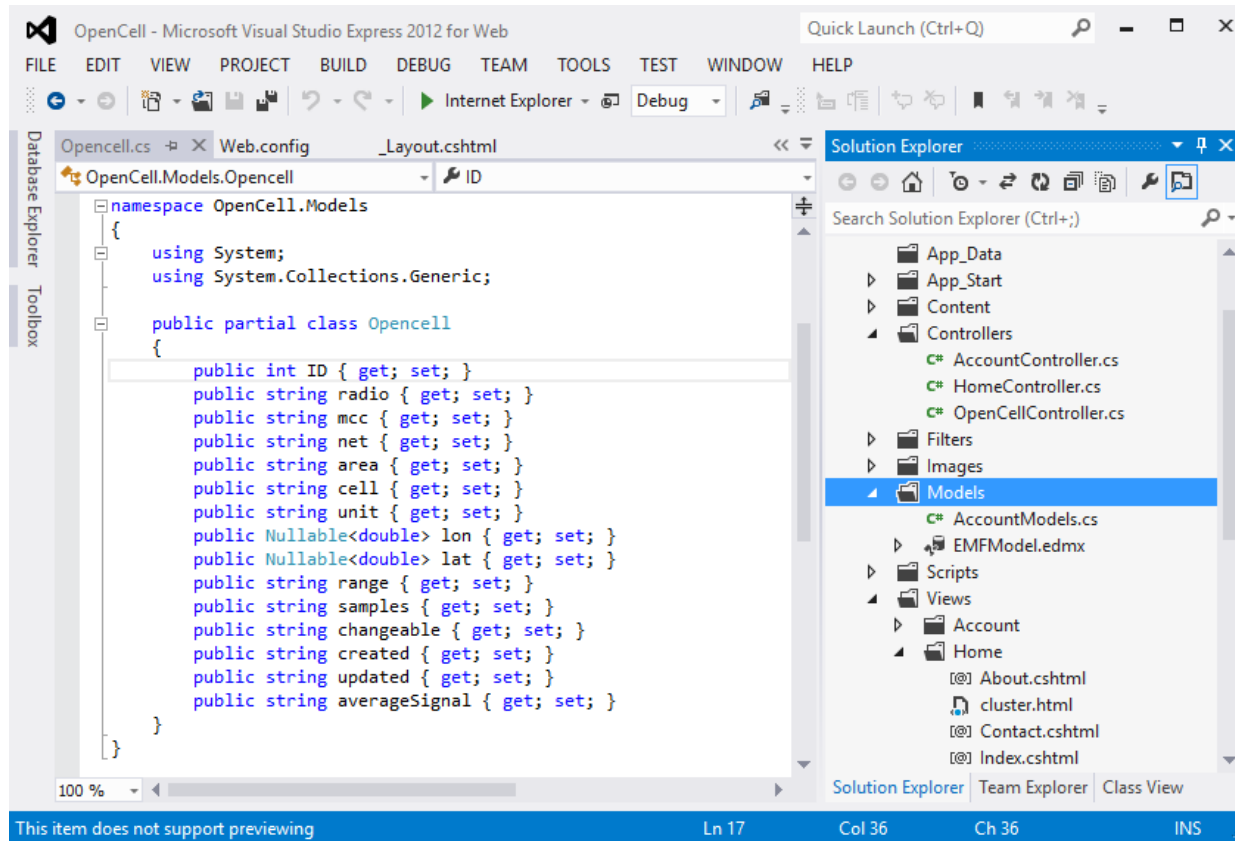 OpenCell - Microsoft Visual Studio Express 2012 for Web
Quick Launch (Ctrl+Q)
FILE EDIT VIEW PROJECT BUILD DEBUG TEAM TOOLS TEST WINDOW HELP
Internet Explorer Debug
Database Explorer
Toolbox
Opencell.cs Web.config _Layout.cshtml
OpenCell.Models.Opencell ID
namespace OpenCell.Models
{
using System;
using System.Collections.Generic;
public partial class Opencell
{
public int ID { get; set; }
public string radio { get; set; }
public string mcc { get; set; }
public string net { get; set; }
public string area { get; set; }
public string cell { get; set; }
public string unit { get; set; }
public Nullable<double> lon { get; set; }
public Nullable<double> lat { get; set; }
public string range { get; set; }
public string samples { get; set; }
public string changeable { get; set; }
public string created { get; set; }
public string updated { get; set; }
public string averageSignal { get; set; }
}
}
100 %
Solution Explorer
Search Solution Explorer (Ctrl+;)
App_Data
App_Start
Content
Controllers
C# AccountController.cs
C# HomeController.cs
C# OpenCellController.cs
Filters
Images
Models
C# AccountModels.cs
EMFModel.edmx
Scripts
Views
Account
Home
[@] About.cshtml
cluster.html
[@] Contact.cshtml
[@] Index.cshtml
Solution Explorer Team Explorer Class View
This item does not support previewing Ln 17 Col 36 Ch 36 INS